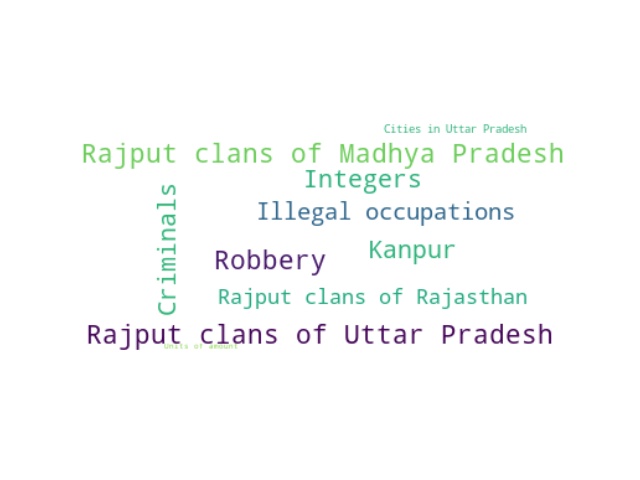 Cities in Uttar Pradesh
Rajput clans of Madhya Pradesh
Integers
Criminals
Illegal occupations
Kanpur
Robbery
Rajput clans of Rajasthan
Rajput clans of Uttar Pradesh
Units of amount